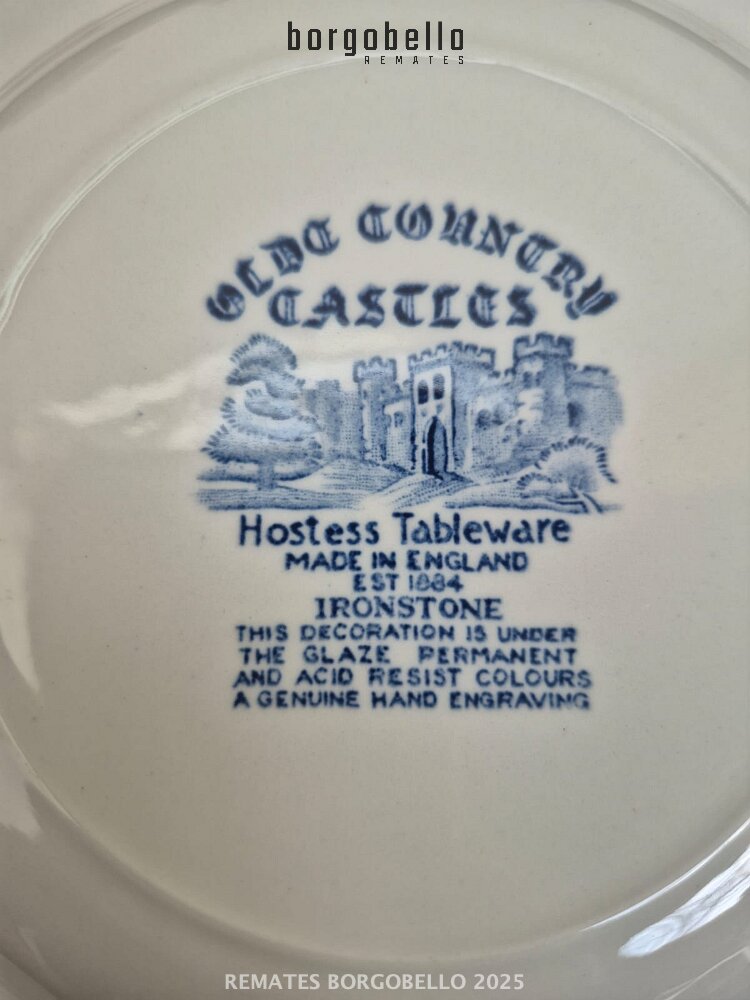 borgobello
REMATES
OLDE COUNTRY
CASTLES
Hostess Tableware
MADE IN ENGLAND
EST 1884
IRONSTONE
THIS DECORATION IS UNDER
THE GLAZE PERMANENT
AND ACID RESIST COLOURS
A GENUINE HAND ENGRAVING
REMATES BORGOBELLO 2025